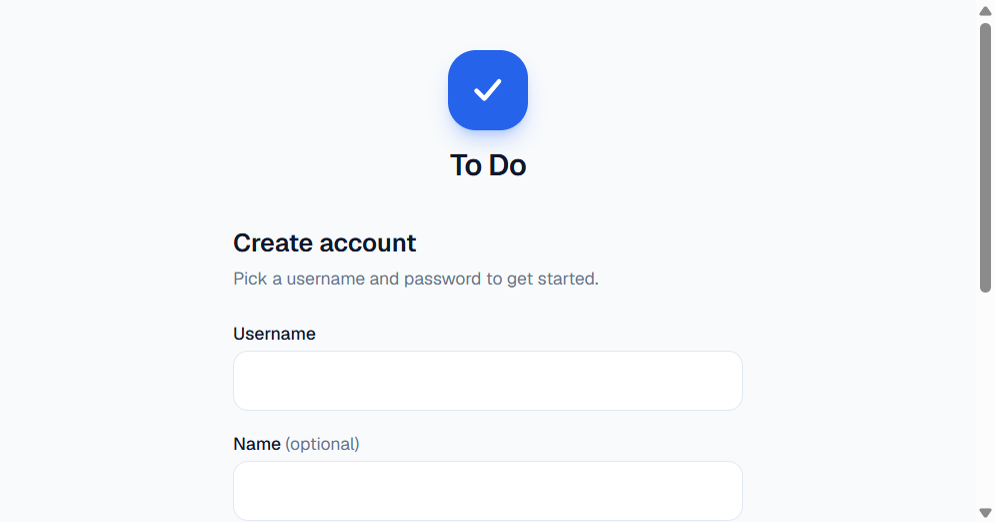 To Do
Create account
Pick a username and password to get started.
Username
Name (optional)